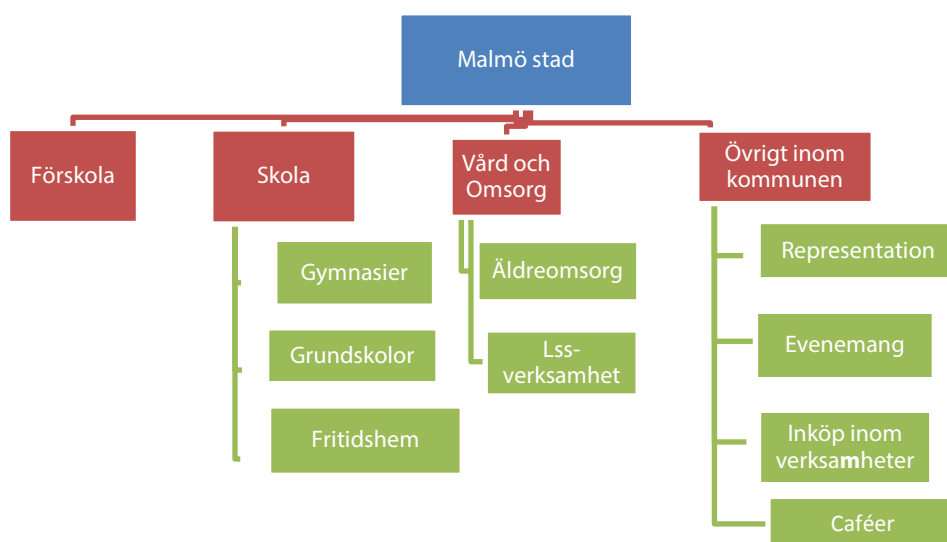 Malmö stad
Förskola
Skola
Vård och
Omsorg
Övrigt inom
kommunen
Gymnasier
Grundskolor
Fritidshem
Äldreomsorg
Lss-
verksamhet
Representation
Evenemang
Inköp inom
verksamheter
Caféer